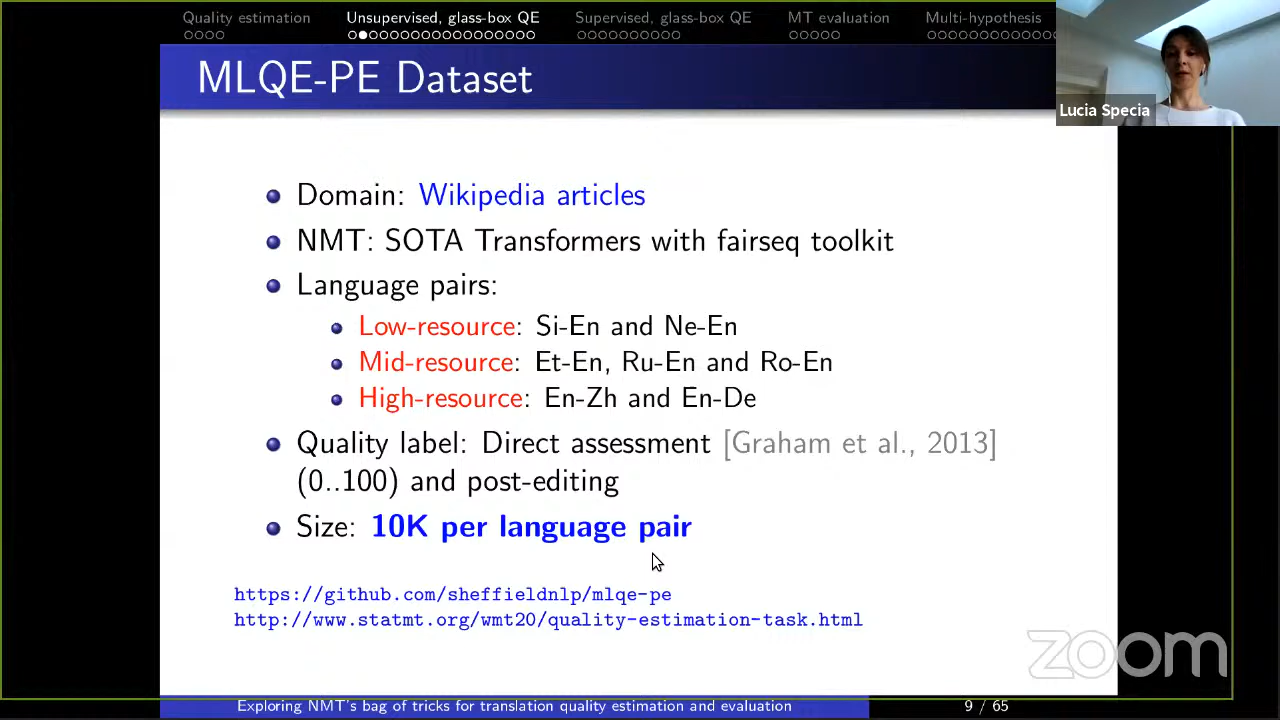 Quality estimation Unsupervised, glass-box QE Supervised, glass-box QE MT evaluation Multi-hypothesis
MLQE-PE Dataset
Lucia Specia
Domain: Wikipedia articles
NMT: SOTA Transformers with fairseq toolkit
Language pairs:
Low-resource: Si-En and Ne-En
Mid-resource: Et-En, Ru-En and Ro-En
High-resource: En-Zh and En-De
Quality label: Direct assessment [Graham et al., 2013]
(0..100) and post-editing
Size: 10K per language pair
https://github.com/sheffieldnlp/mlqe-pe
http://www.statmt.org/wmt20/quality-estimation-task.html
zoom
Exploring NMT's bag of tricks for translation quality estimation and evaluation 9 / 65